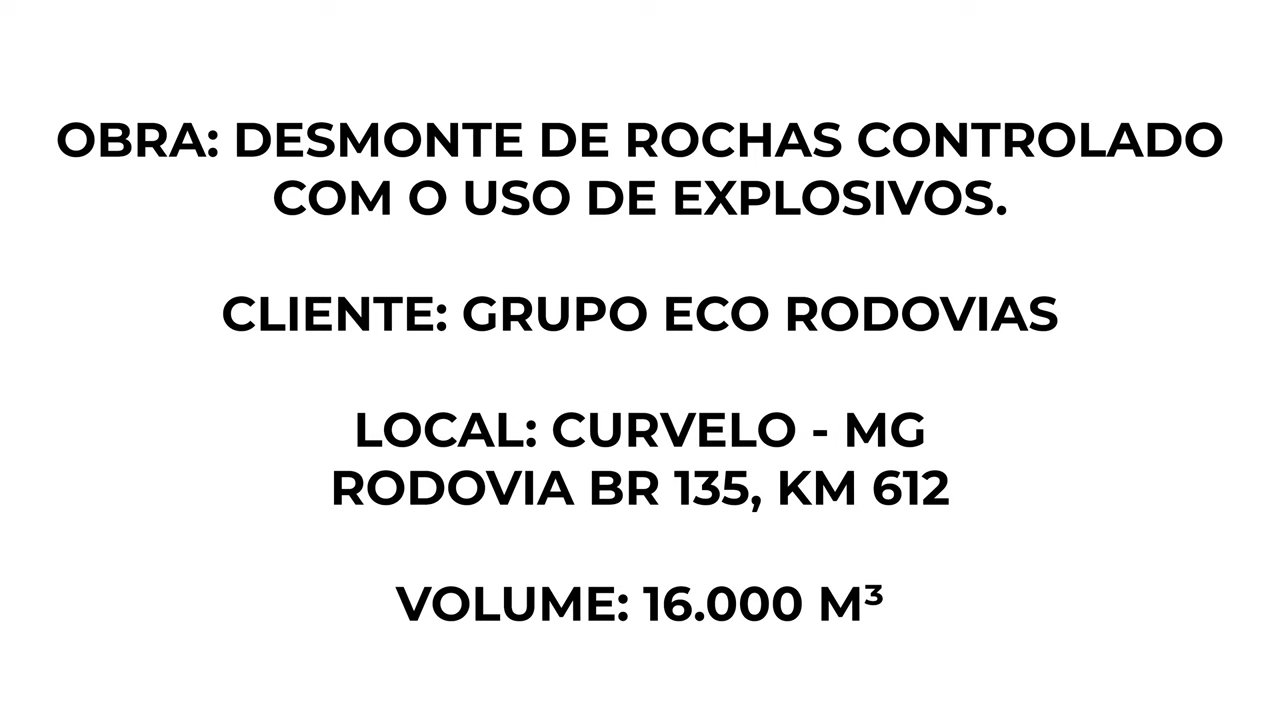 OBRA: DESMONTE DE ROCHAS CONTROLADO
COM O USO DE EXPLOSIVOS.
CLIENTE: GRUPO ECO RODOVIAS
LOCAL: CURVELO - MG
RODOVIA BR 135, KM 612
VOLUME: 16.000 M³